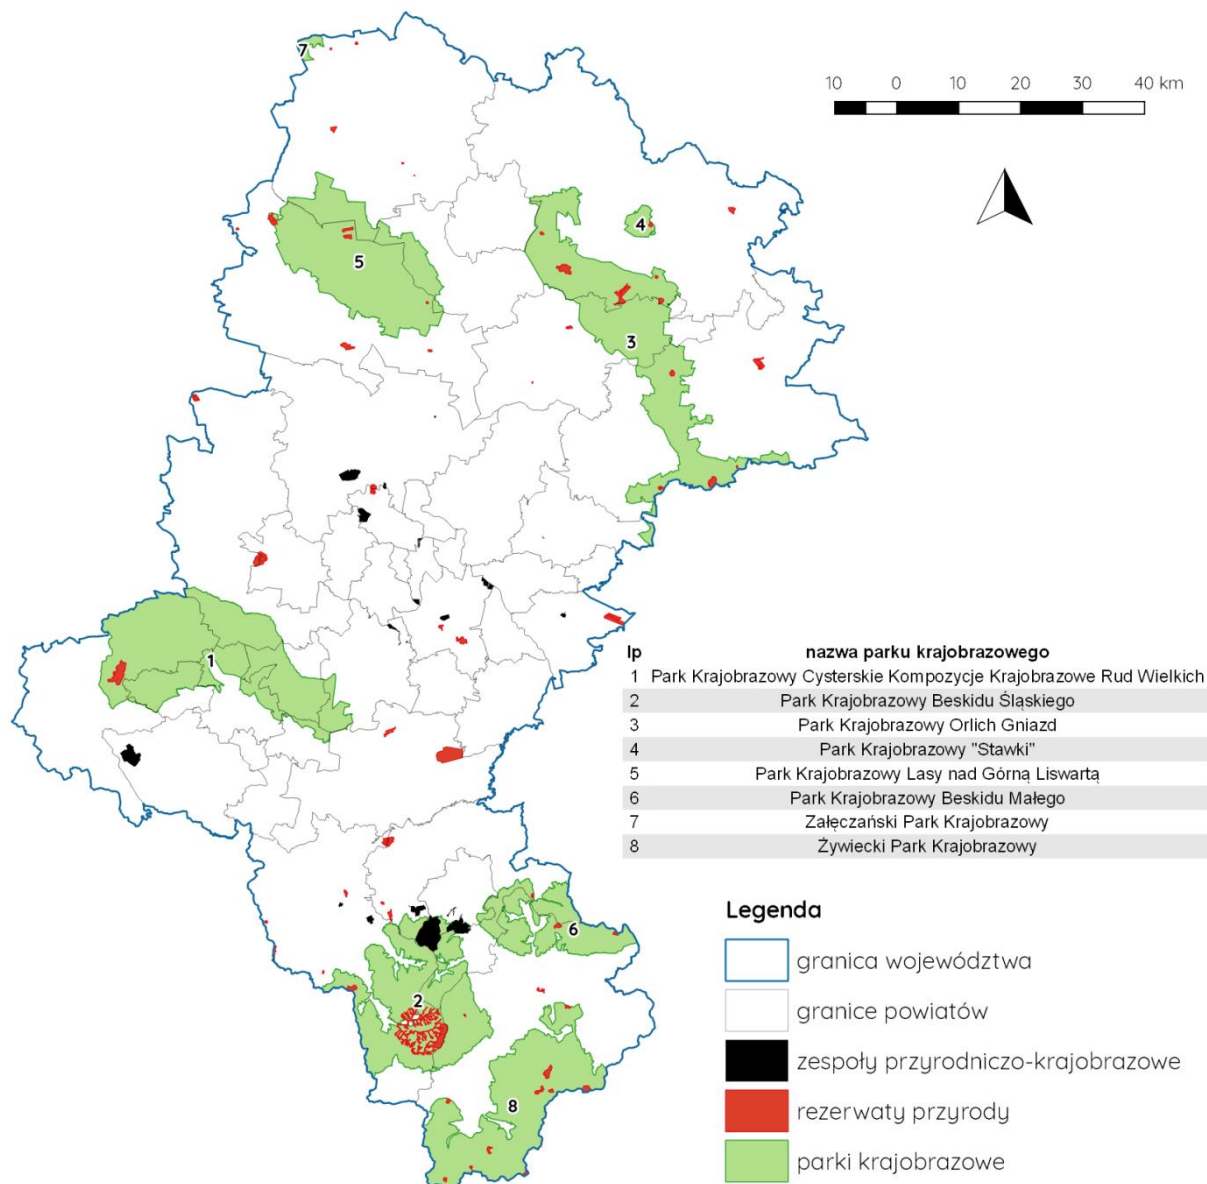 7
10 0 10 20 40 km
4
5
3
1
lp nazwa parku krajobrazowego
1 Park Krajobrazowy Cysterskie Kompozycje Krajobrazowe Rud Wielkich
2 Park Krajobrazowy Beskidu Śląskiego
3 Park Krajobrazowy Orlich Gniazd
4 Park Krajobrazowy "Stawki"
5 Park Krajobrazowy Lasy nad Górną Liswartą
6 Park Krajobrazowy Beskidu Małego
7 Załęczański Park Krajobrazowy
8 Żywiecki Park Krajobrazowy
6
2
8
Legenda
granica województwa
granice powiatów
zespoły przyrodniczo-krajobrazowe
rezerwaty przyrody
parki krajobrazowe